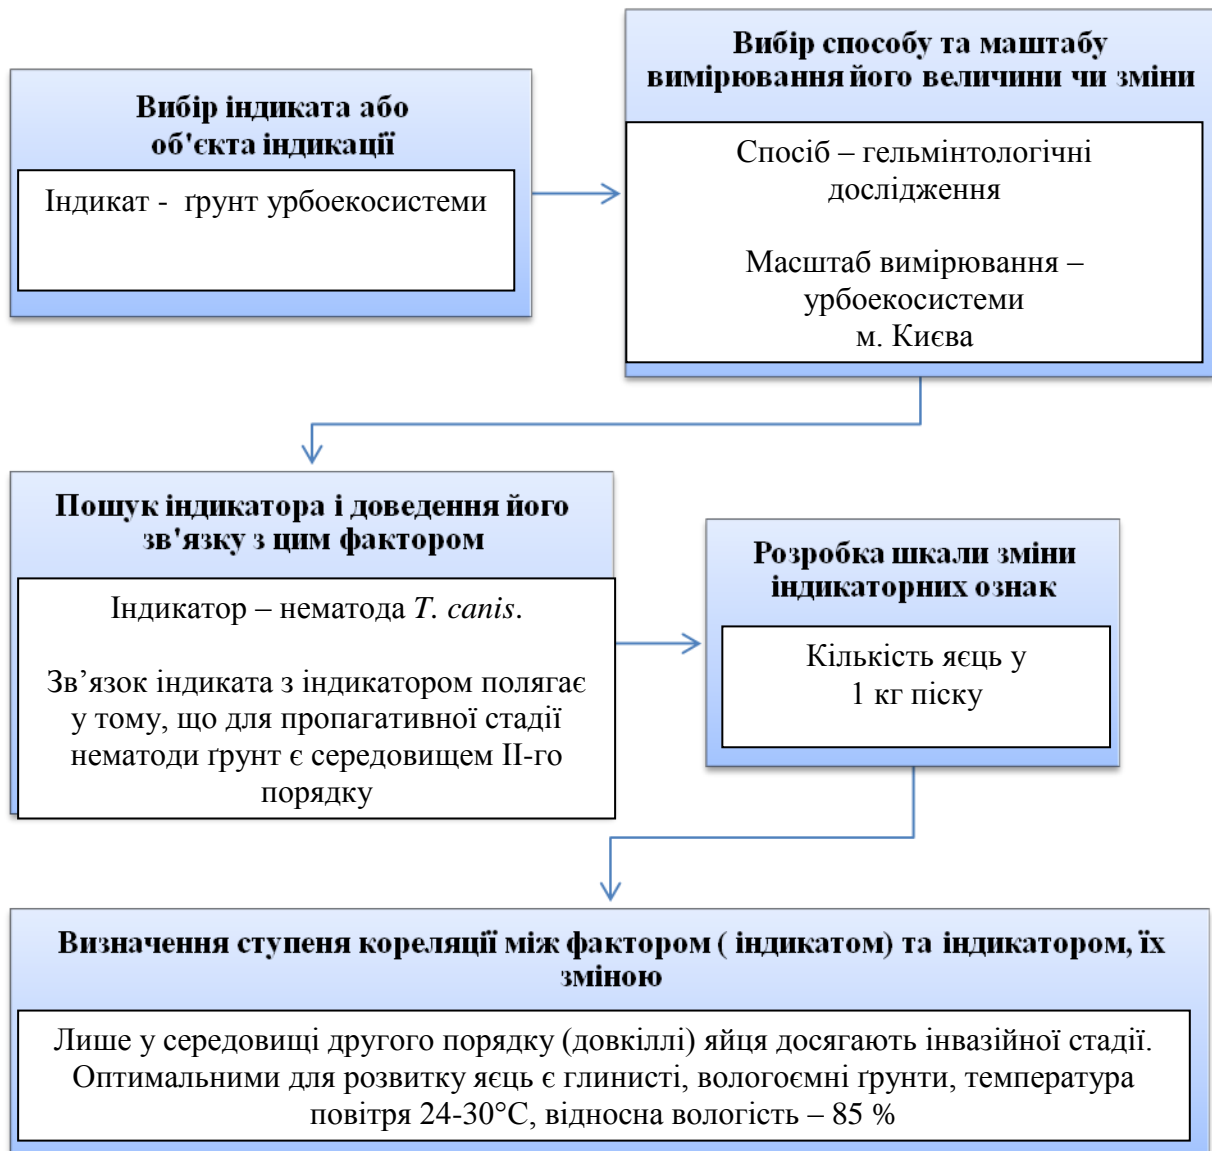 Вибір індиката або
об'єкта індикації
Індикат - ґрунт урбоекосистеми
Вибір способу та маштабу
вимірювання його величини чи зміни
Спосіб – гельмінтологічні
дослідження
Масштаб вимірювання –
урбоекосистеми
м. Києва
Пошук індикатора і доведення його
зв'язку з цим фактором
Індикатор – нематода T. canis.
Зв’язок індиката з індикатором полягає
у тому, що для пропагативної стадії
нематоди ґрунт є середовищем ІІ-го
порядку
Розробка шкали зміни
індикаторних ознак
Кількість яєць у
1 кг піску
Визначення ступеня кореляції між фактором ( індикатом) та індикатором, їх
зміною
Лише у середовищі другого порядку (довкіллі) яйця досягають інвазійної стадії.
Оптимальними для розвитку яєць є глинисті, вологоємні ґрунти, температура
повітря 24-30°С, відносна вологість – 85 %